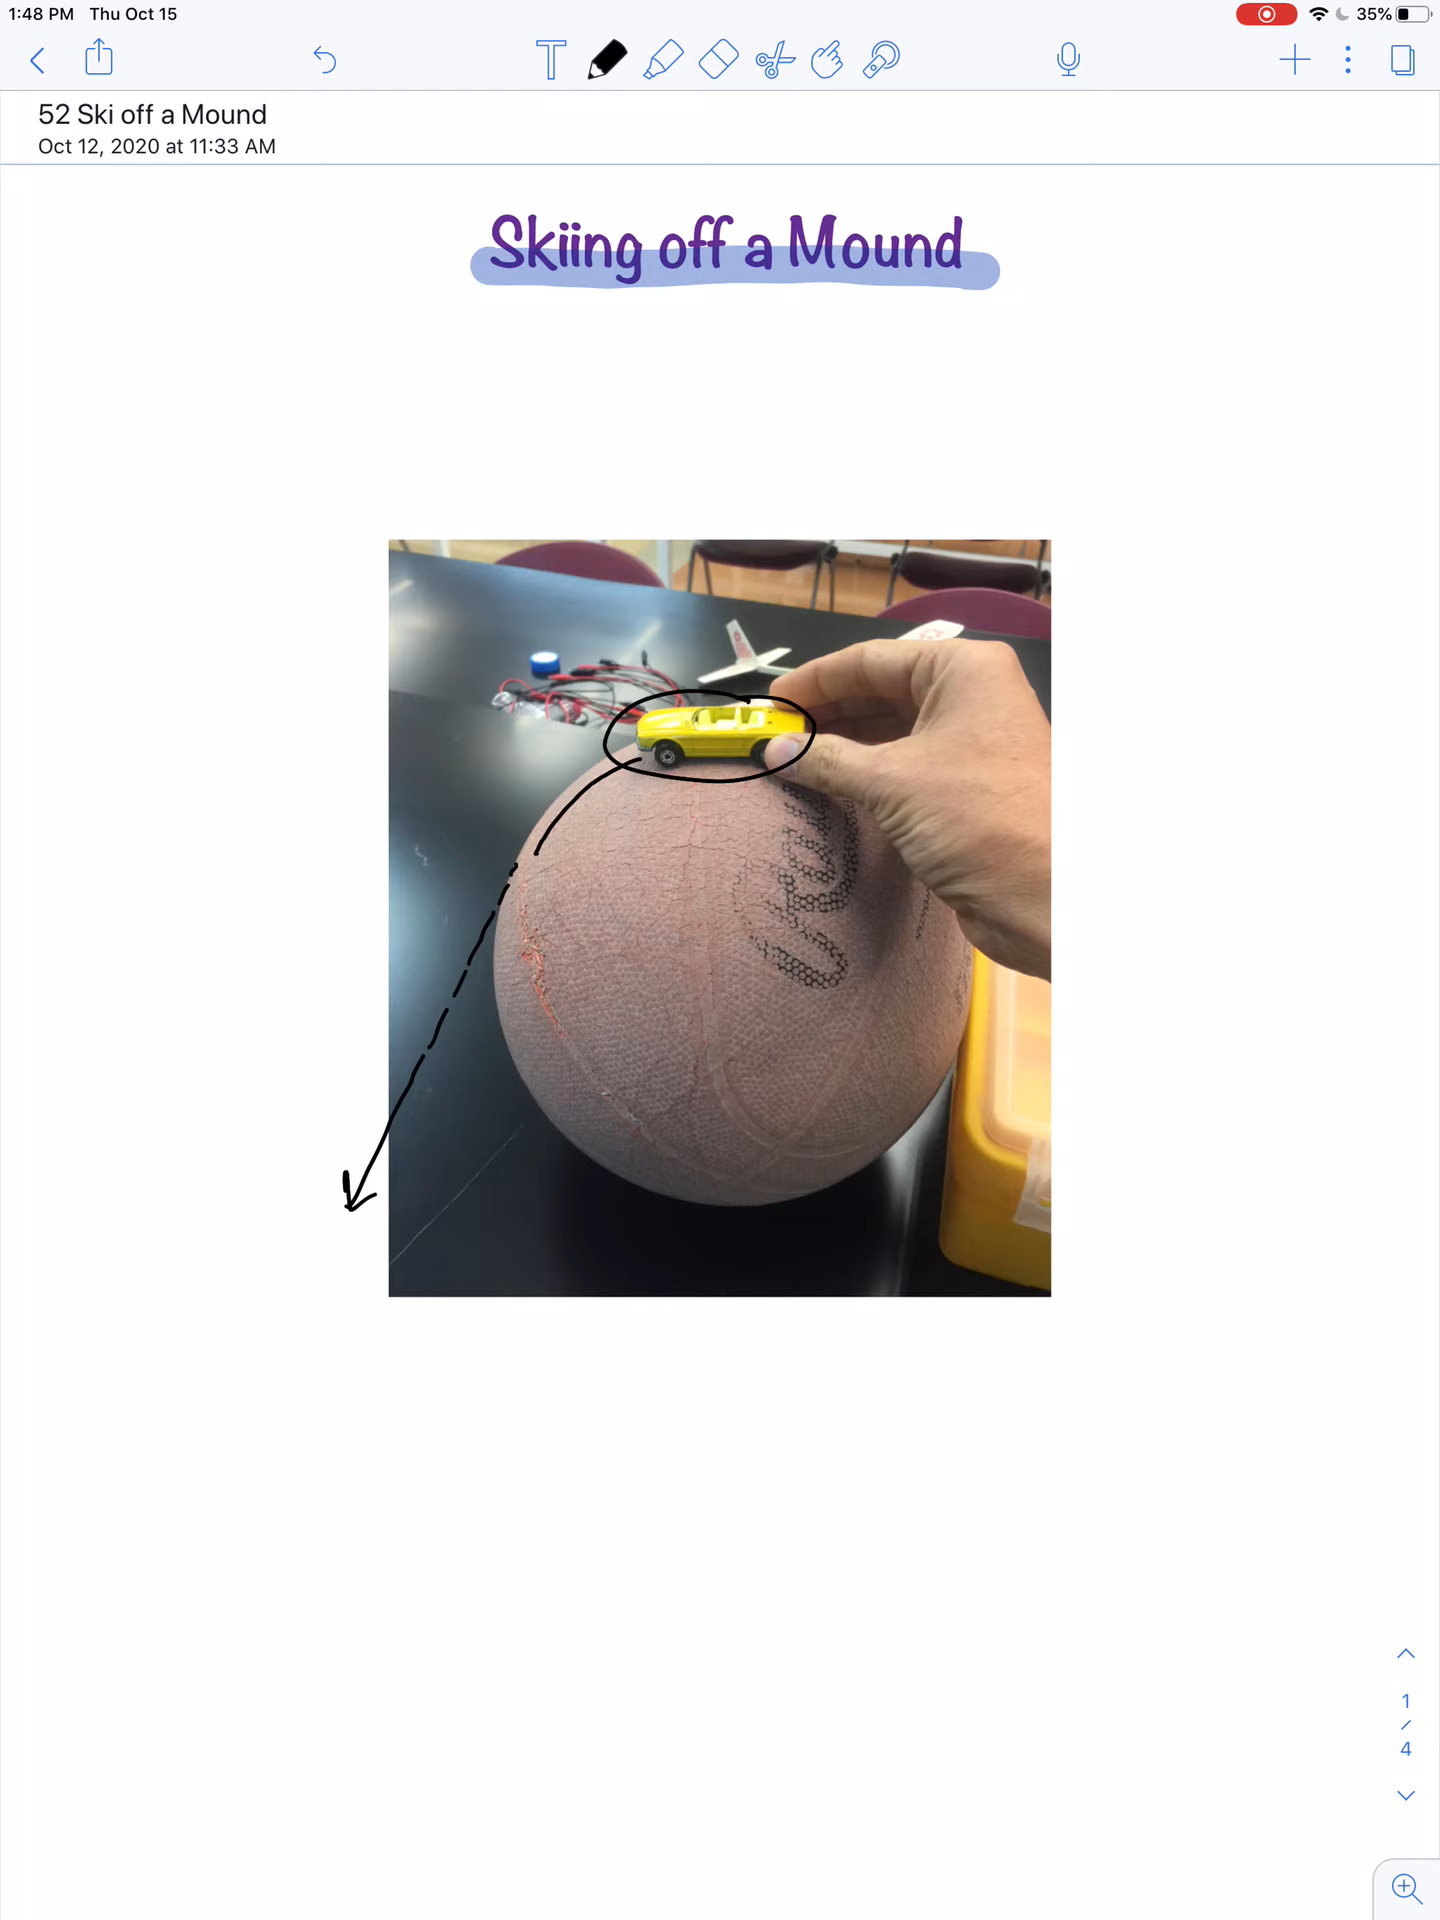 1:48 PM Thu Oct 15
35%
52 Ski off a Mound
Oct 12, 2020 at 11:33 AM
Skiing off a Mound
1
/
4